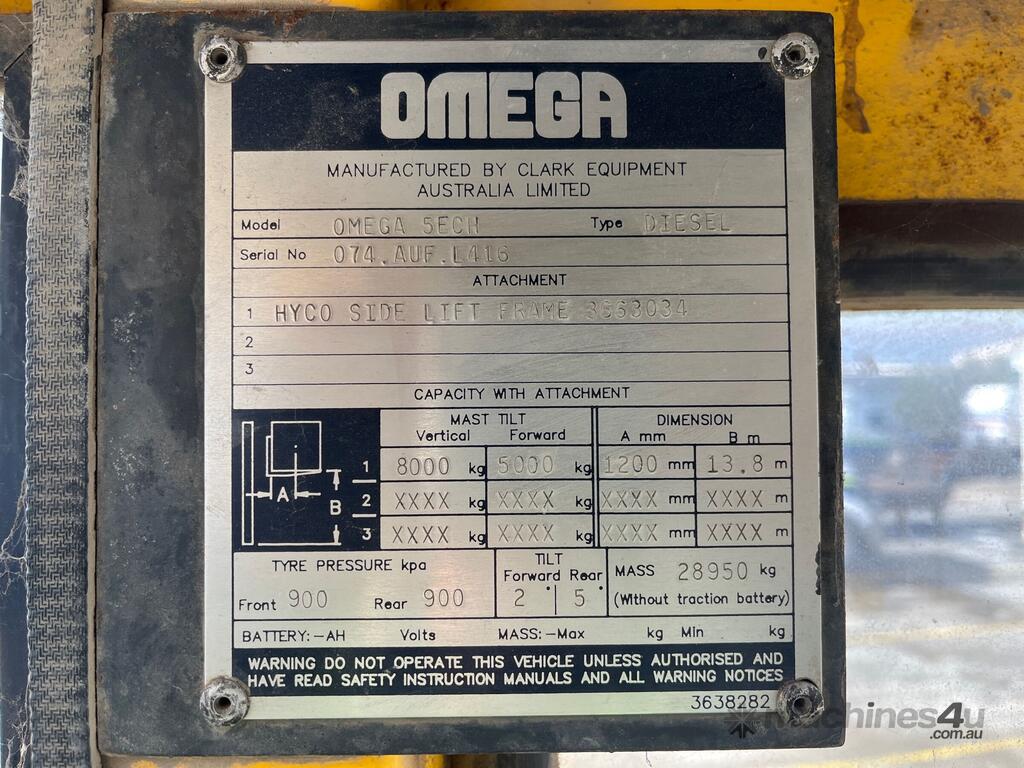 OMEGA
MANUFACTURED BY CLARK EQUIPMENT
AUSTRALIA LIMITED
Model OMEGA 5ECH Type DIESEL
Serial No 074.AUF.L416
ATTACHMENT
1 HYCO SIDE LIFT FRAME 3663034
2
3
CAPACITY WITH ATTACHMENT
MAST TILT DIMENSION
Vertical Forward A mm B m
1 8000 kg 5000 kg 1200 mm 13.8 m
A B 2 XXXX kg XXXX kg XXXX mm XXXX m
3 XXXX kg XXXX kg XXXX mm XXXX m
TYRE PRESSURE kpa TILT
Forward Rear MASS 28950 kg
Front 900 Rear 900 2° 5° (Without traction battery)
BATTERY:-AH Volts MASS:-Max kg Min kg
WARNING DO NOT OPERATE THIS VEHICLE UNLESS AUTHORISED AND
HAVE READ SAFETY INSTRUCTION MANUALS AND ALL WARNING NOTICES
3638282
Machines4u
.com.au